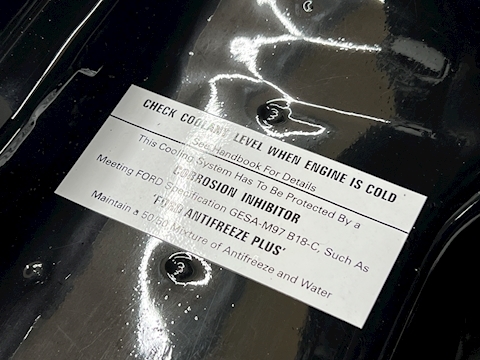 CHECK COOLANT LEVEL WHEN ENGINE IS COLD
See Handbook For Details
This Cooling System Has To Be Protected By a
CORROSION INHIBITOR
Meeting FORD Specification GESA-M97 B18-C, Such As
FORD ANTIFREEZE PLUS'
Maintain a 50/50 Mixture of Antifreeze and Water